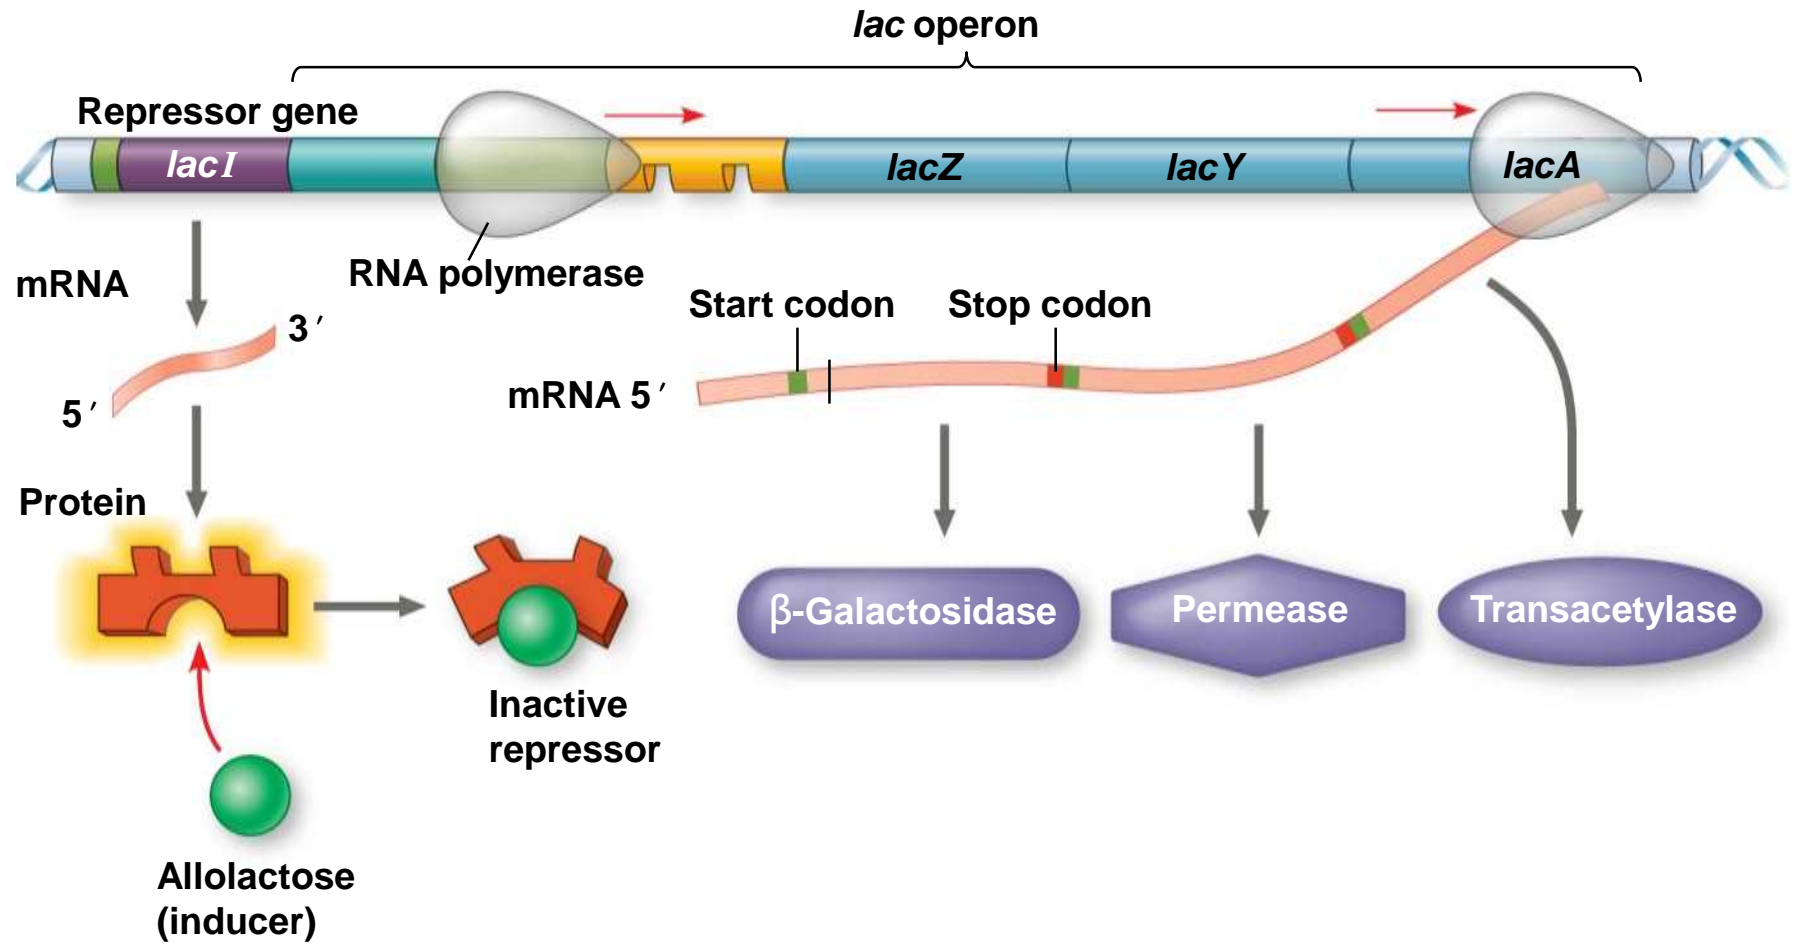 lac operon
Repressor gene
lacI
lacZ
lacY
lacA
RNA polymerase
mRNA
3′
5′
Start codon
Stop codon
mRNA 5′
Protein
β-Galactosidase
Permease
Transacetylase
Inactive
repressor
Allolactose
(inducer)